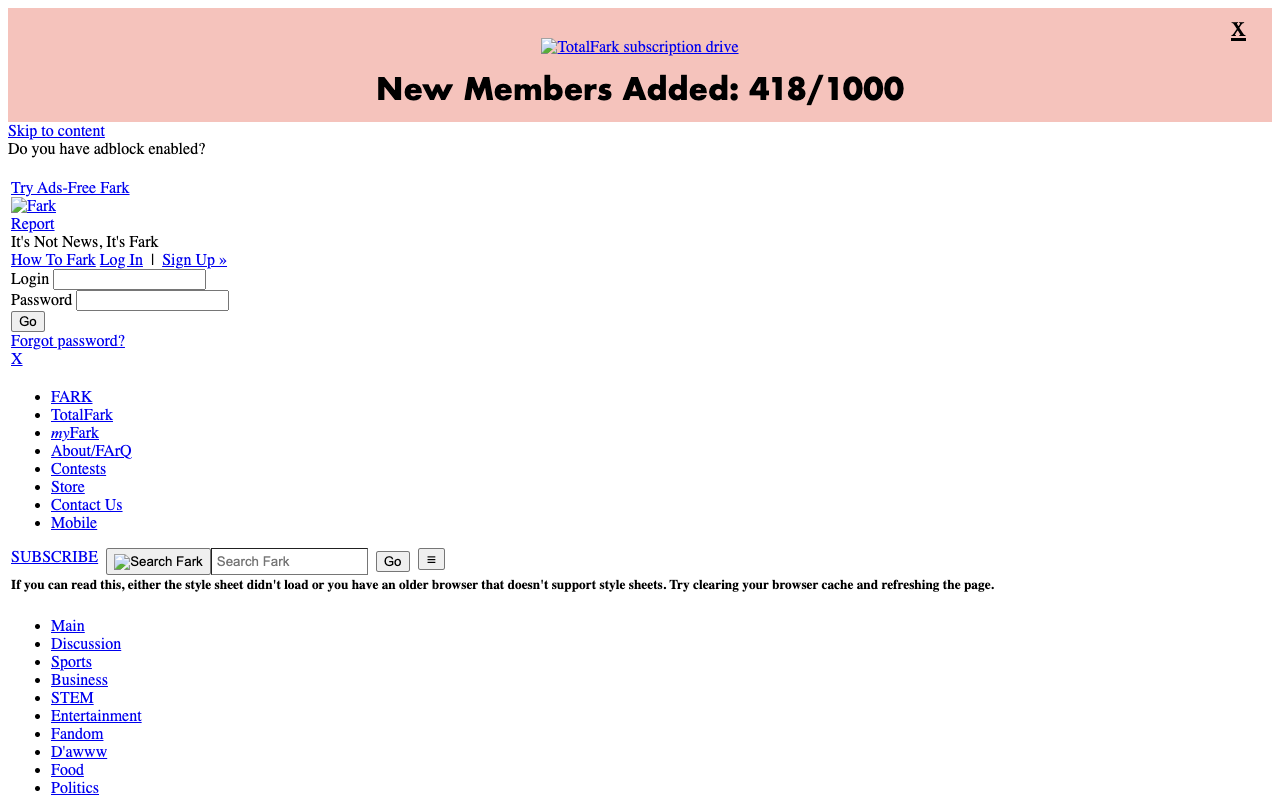 x
TotalFark subscription drive
New Members Added: 418/1000
Skip to content
Do you have adblock enabled?
Try Ads-Free Fark
Fark
Report
It's Not News, It's Fark
How To Fark Log In | Sign Up »
Login
Password
Go
Forgot password?
X
FARK
TotalFark
myFark
About/FArQ
Contests
Store
Contact Us
Mobile
SUBSCRIBE Search Fark Search Fark Go ≡
If you can read this, either the style sheet didn't load or you have an older browser that doesn't support style sheets. Try clearing your browser cache and refreshing the page.
Main
Discussion
Sports
Business
STEM
Entertainment
Fandom
D'awww
Food
Politics